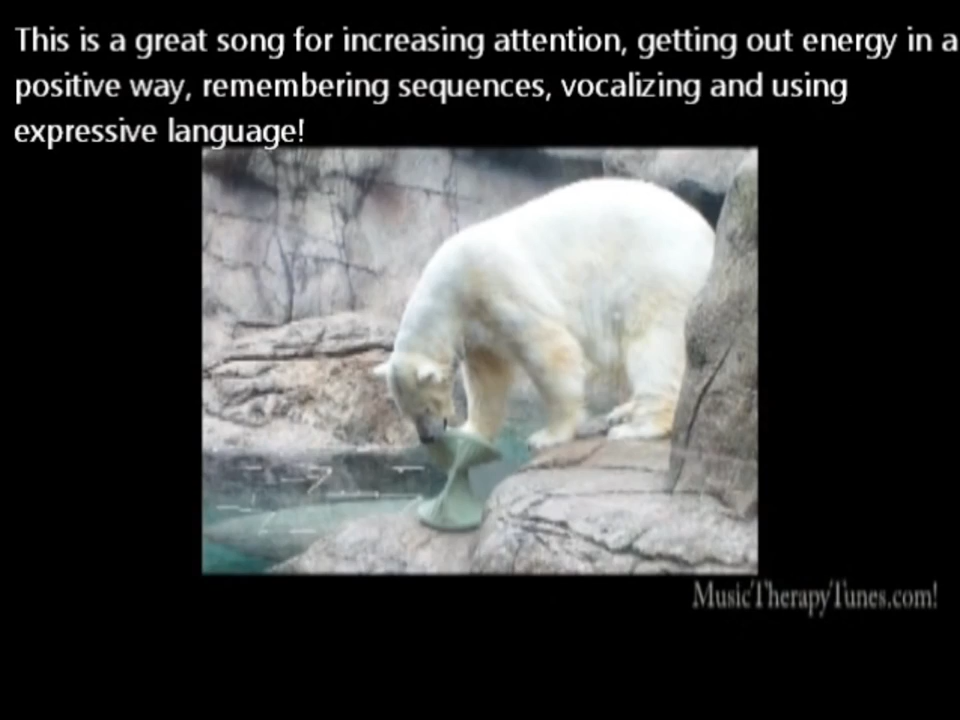 This is a great song for increasing attention, getting out energy in a
positive way, remembering sequences, vocalizing and using
expressive language!
MusicTherapyTunes.com!